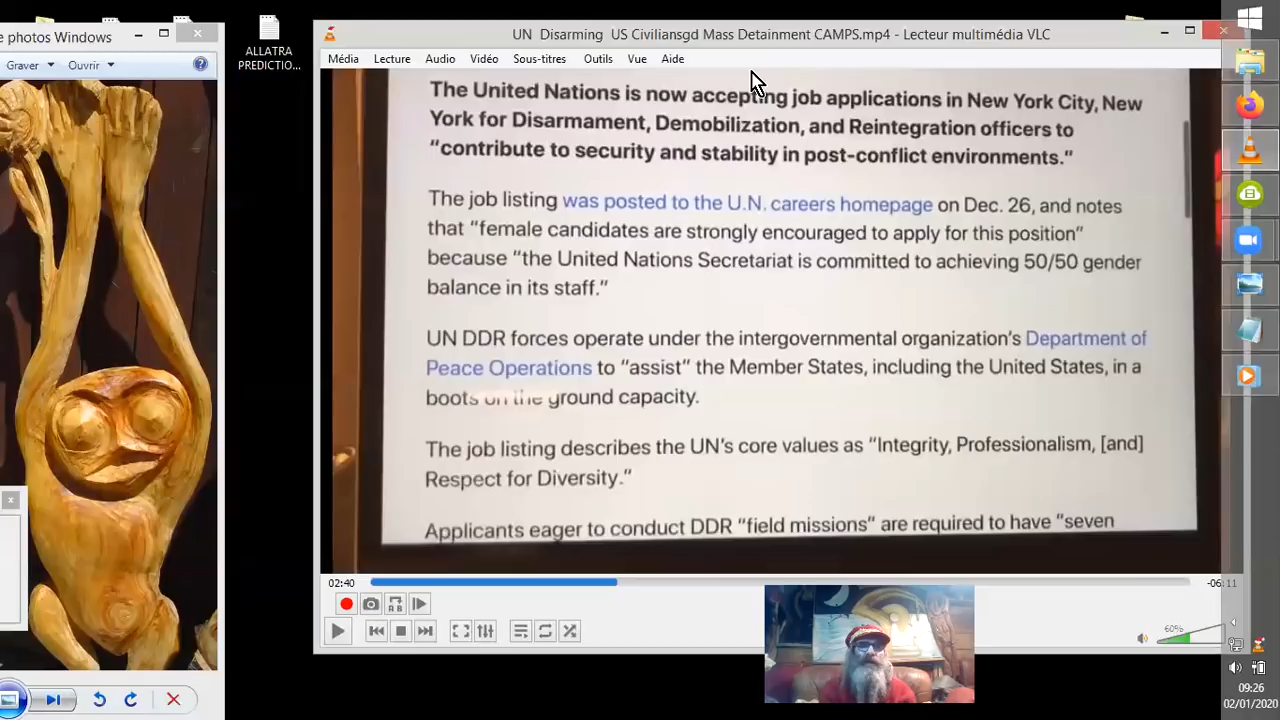 e photos Windows
Graver
Ouvrir
ALLATRA
PREDICTIO...
UN Disarming US Civiliansgd Mass Detainment CAMPS.mp4 - Lecteur multimédia VLC
Média Lecture Audio Vidéo Sous-titres Outils Vue Aide
The United Nations is now accepting job applications in New York City, New
York for Disarmament, Demobilization, and Reintegration officers to
“contribute to security and stability in post-conflict environments.”
The job listing was posted to the U.N. careers homepage on Dec. 26, and notes
that “female candidates are strongly encouraged to apply for this position”
because “the United Nations Secretariat is committed to achieving 50/50 gender
balance in its staff.”
UN DDR forces operate under the intergovernmental organization’s Department of
Peace Operations to “assist” the Member States, including the United States, in a
boots on the ground capacity.
The job listing describes the UN’s core values as “Integrity, Professionalism, [and]
Respect for Diversity.”
Applicants eager to conduct DDR “field missions” are required to have “seven
02:40
-06:11
60%
09:26
02/01/2020